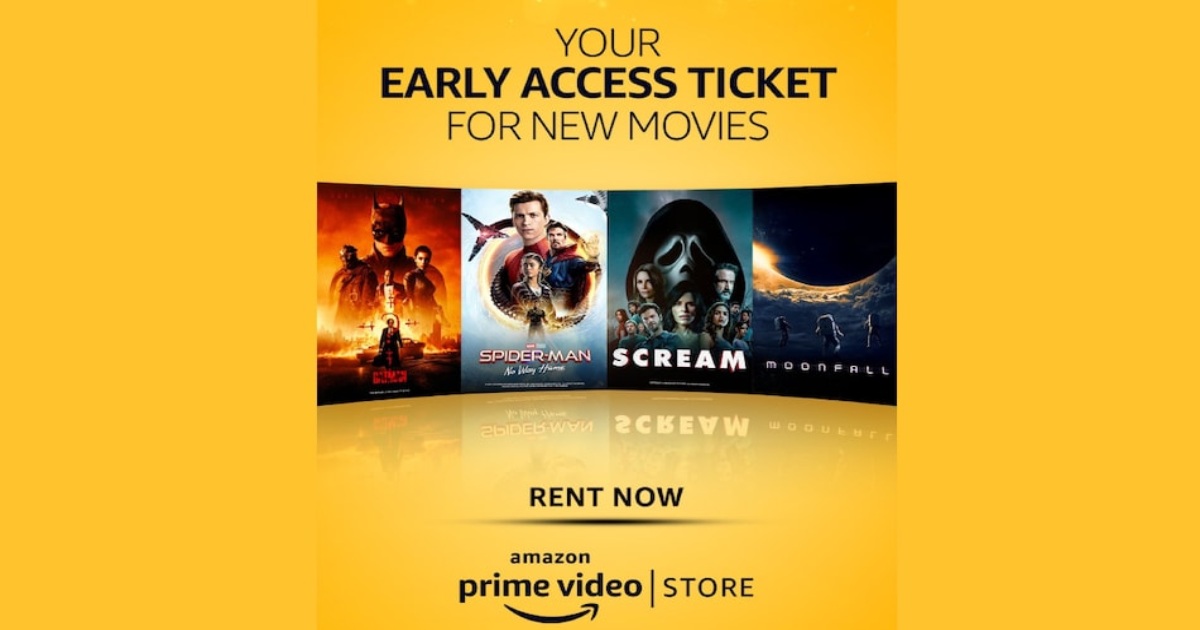 YOUR
EARLY ACCESS TICKET
FOR NEW MOVIES
SPIDER-MAN
No Way Home
SCREAM
MOONFALL
RENT NOW
amazon
prime video | STORE